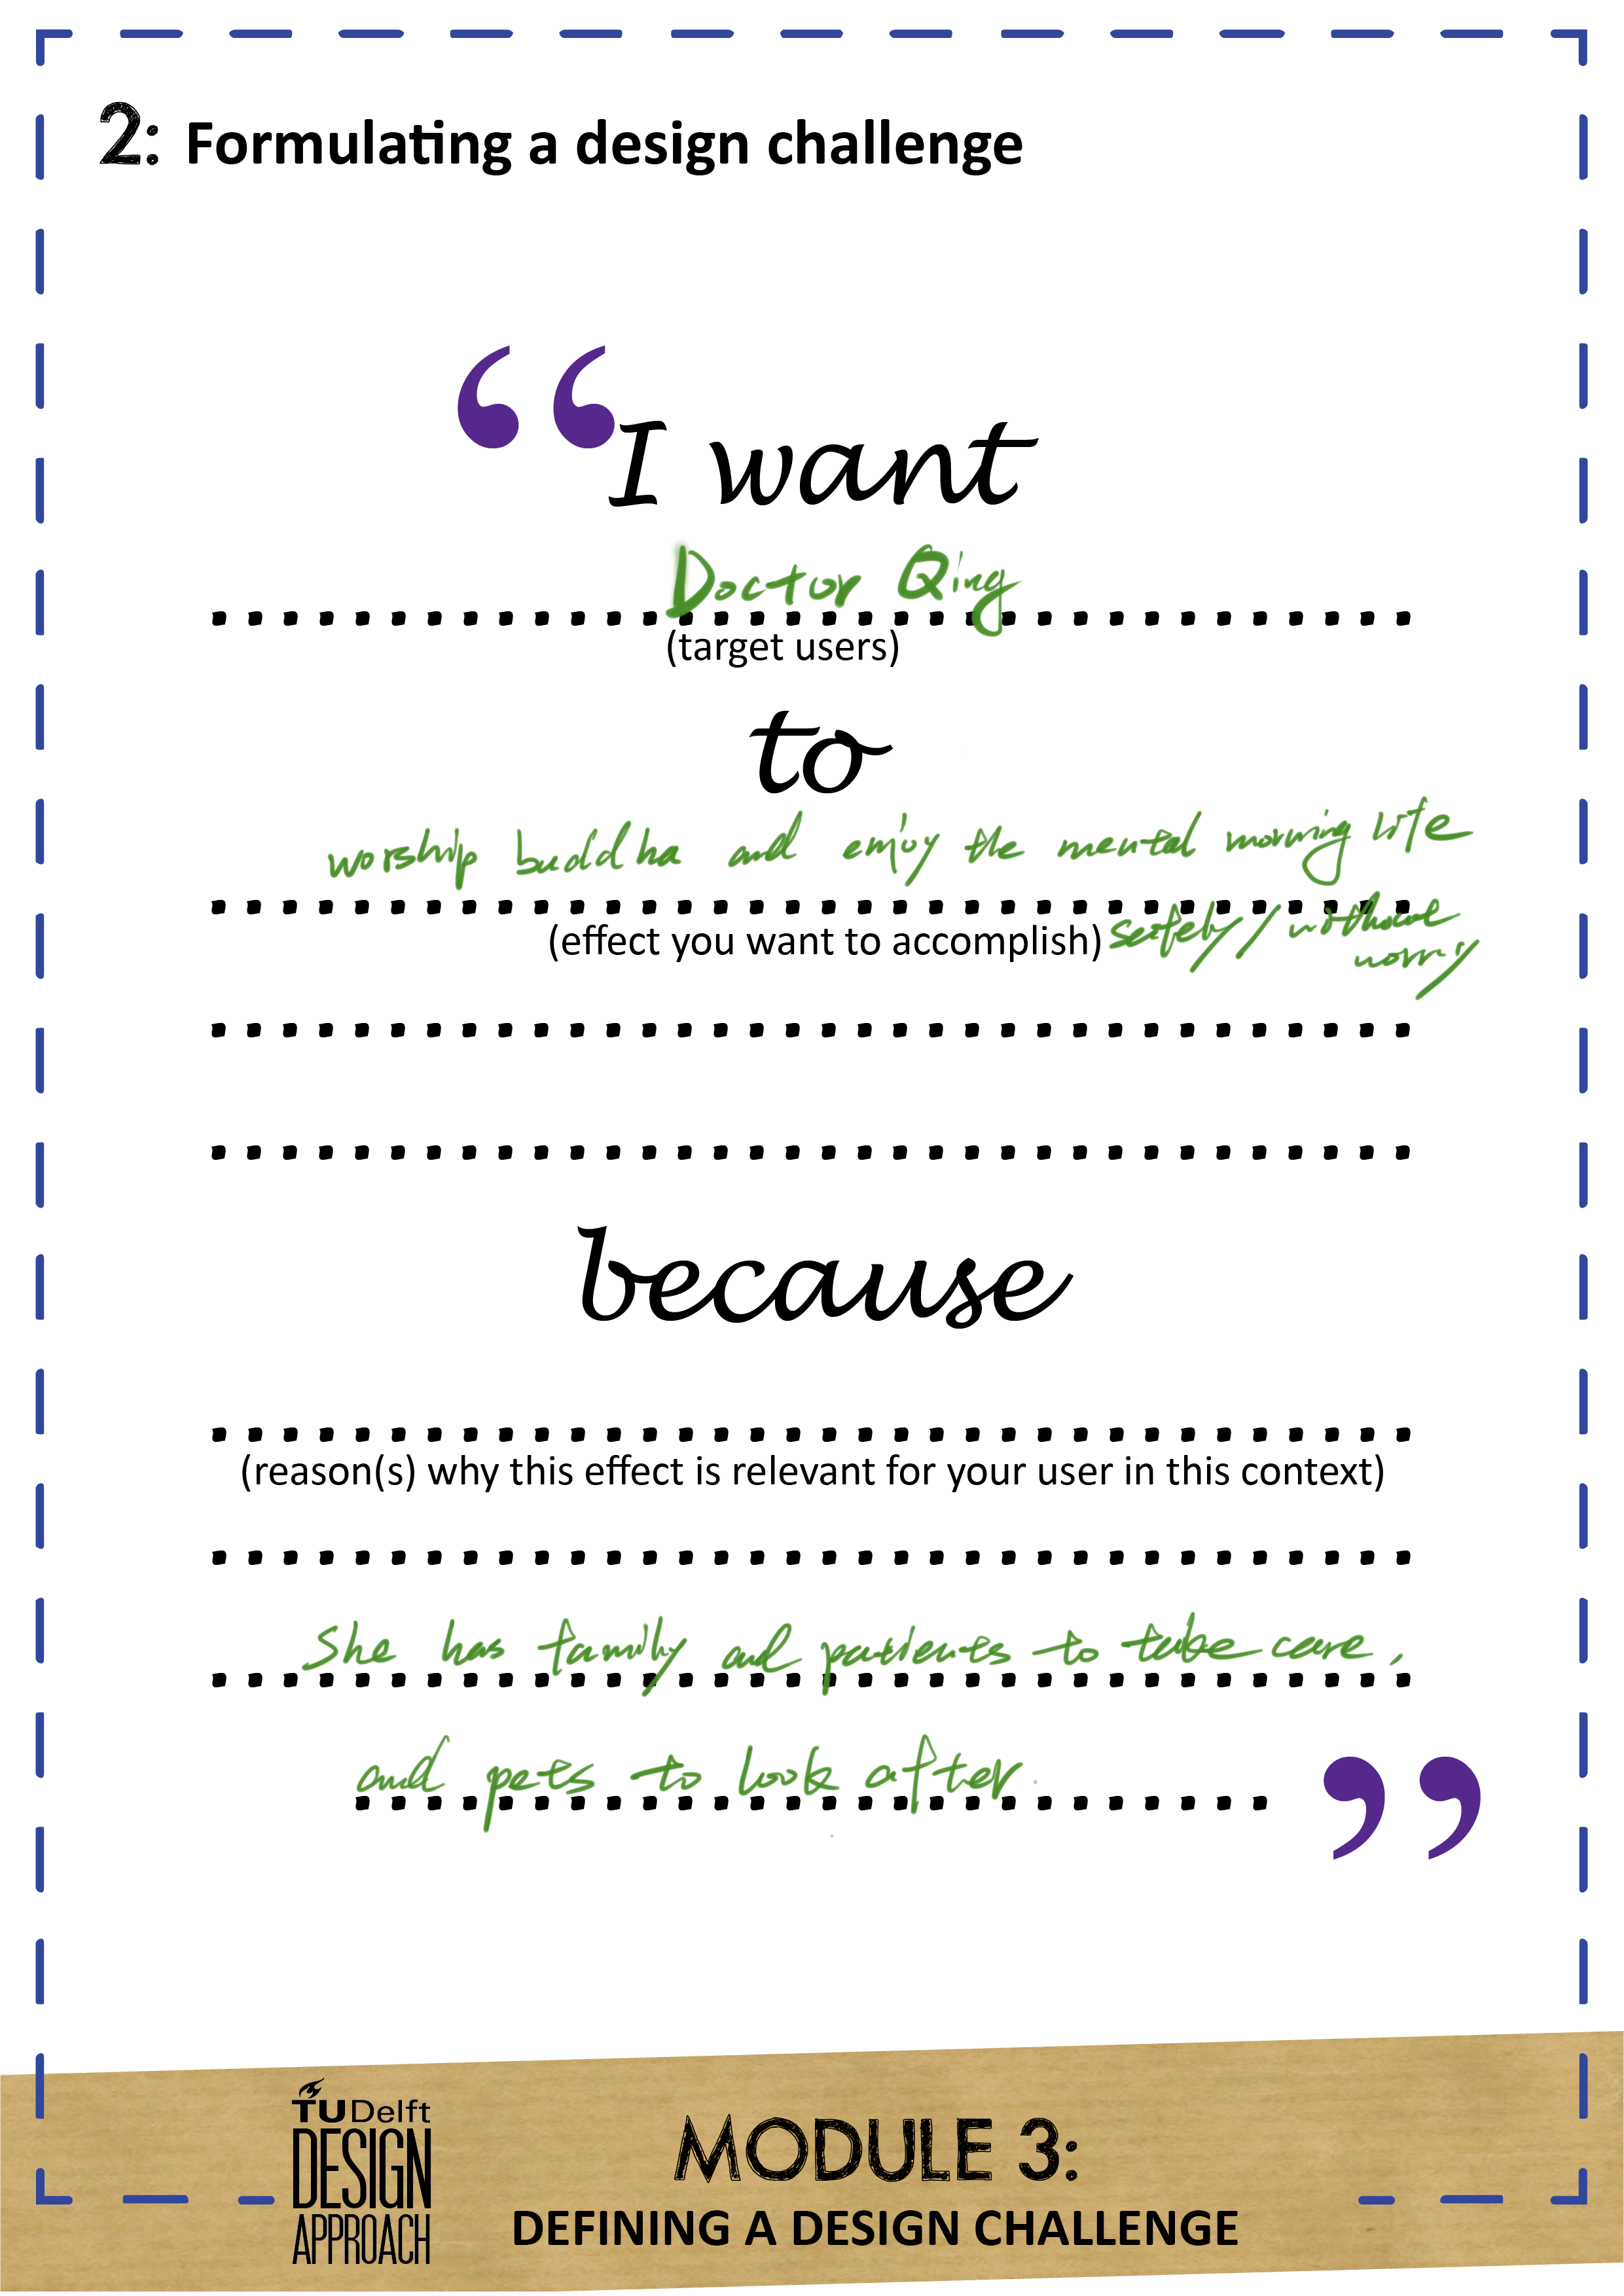 2: Formulating a design challenge
“I want
Doctor Qing
(target users)
to
worship buddha and enjoy the mental morning life
(effect you want to accomplish) safely / without
worry
because
(reason(s) why this effect is relevant for your user in this context)
She has family and patients to take care,
and pets to look after.
”
TU Delft
DESIGN
APPROACH
MODULE 3:
DEFINING A DESIGN CHALLENGE